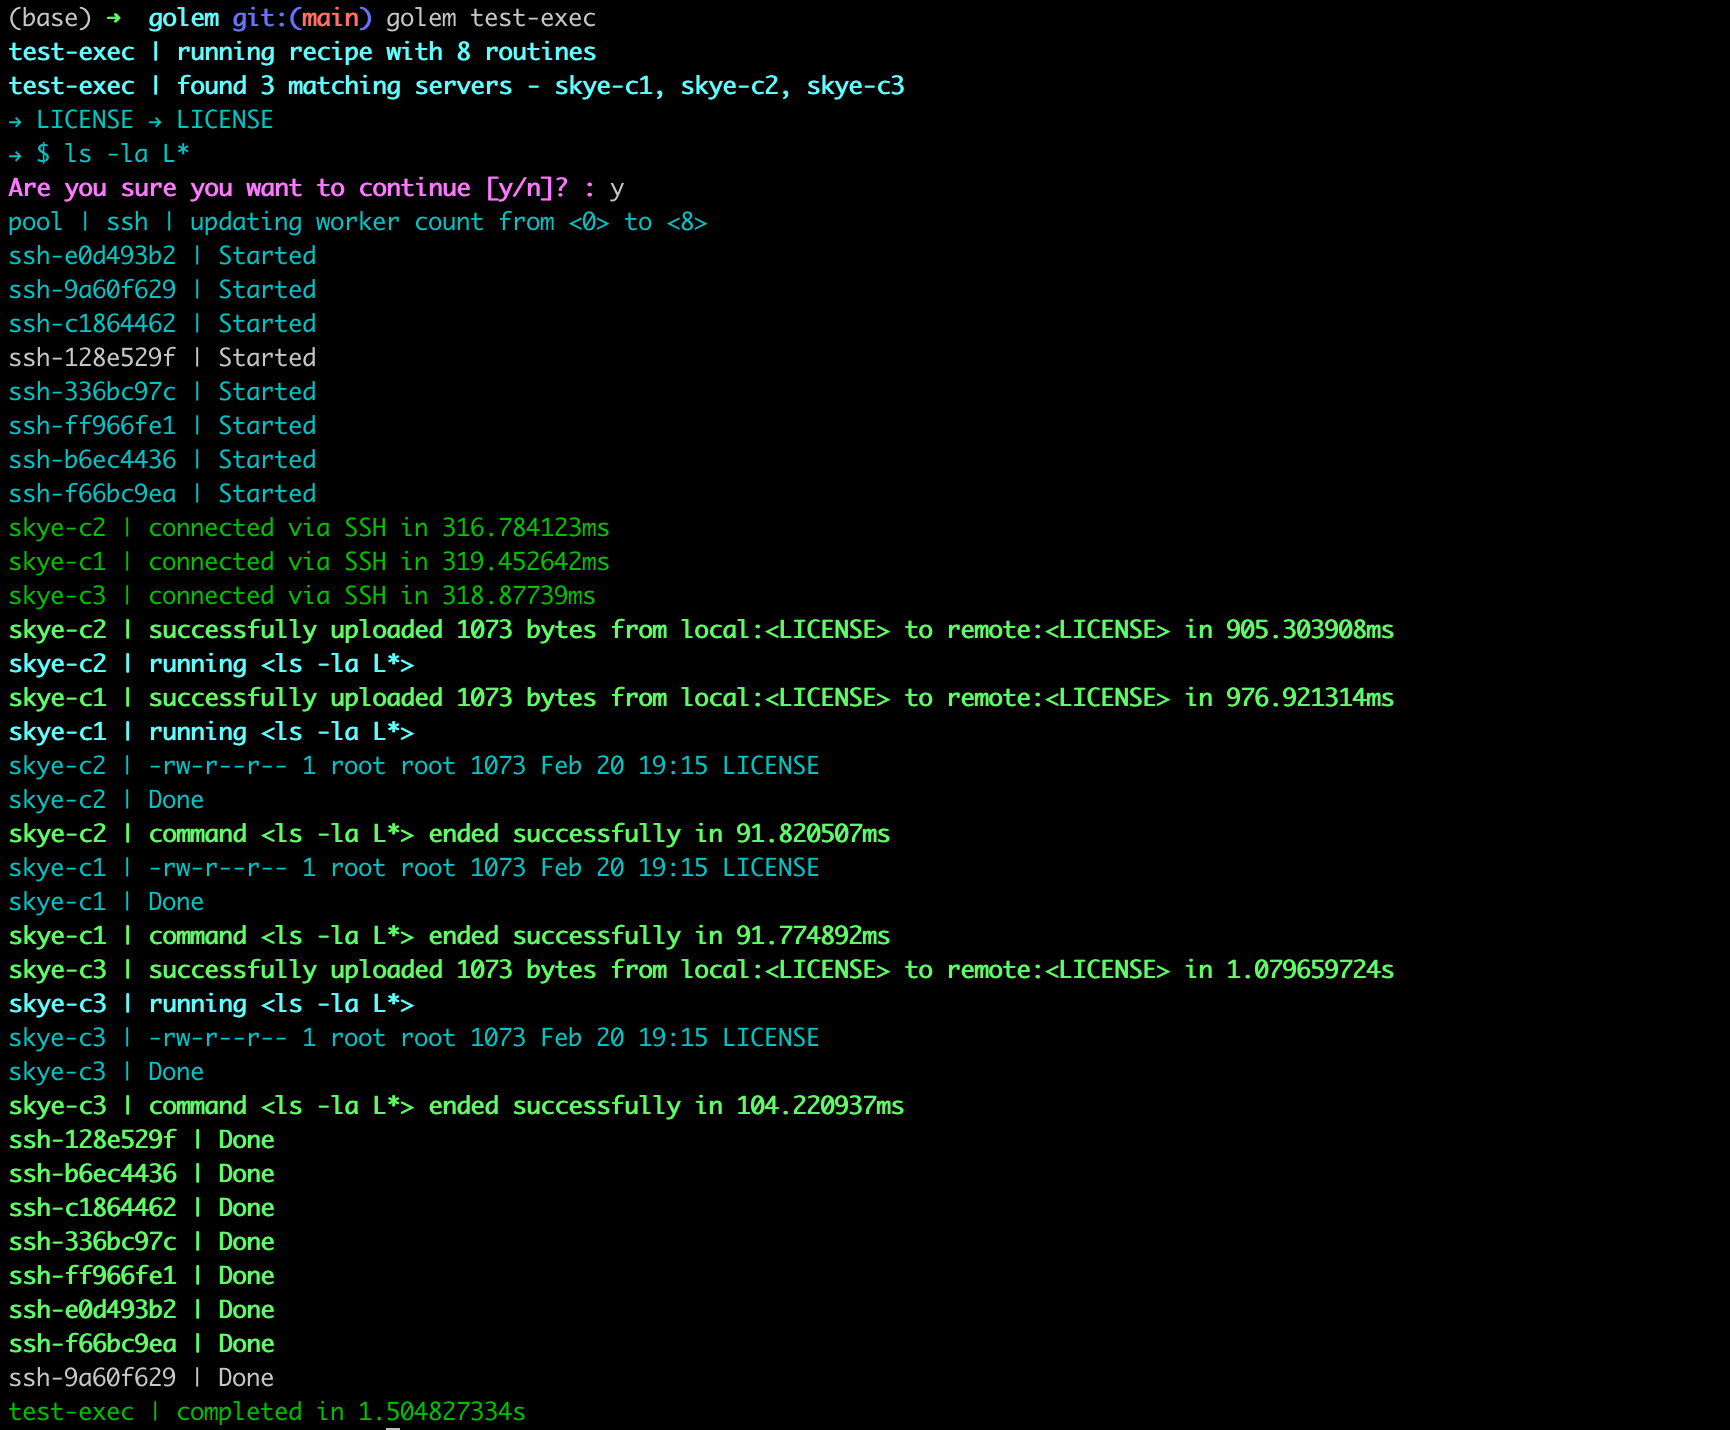 (base) ➜  golem git:(main) golem test-exec
test-exec | running recipe with 8 routines
test-exec | found 3 matching servers - skye-c1, skye-c2, skye-c3
→ LICENSE → LICENSE
→ $ ls -la L*
Are you sure you want to continue [y/n]? : y
pool | ssh | updating worker count from <0> to <8>
ssh-e0d493b2 | Started
ssh-9a60f629 | Started
ssh-c1864462 | Started
ssh-128e529f | Started
ssh-336bc97c | Started
ssh-ff966fe1 | Started
ssh-b6ec4436 | Started
ssh-f66bc9ea | Started
skye-c2 | connected via SSH in 316.784123ms
skye-c1 | connected via SSH in 319.452642ms
skye-c3 | connected via SSH in 318.87739ms
skye-c2 | successfully uploaded 1073 bytes from local:<LICENSE> to remote:<LICENSE> in 905.303908ms
skye-c2 | running <ls -la L*>
skye-c1 | successfully uploaded 1073 bytes from local:<LICENSE> to remote:<LICENSE> in 976.921314ms
skye-c1 | running <ls -la L*>
skye-c2 | -rw-r--r-- 1 root root 1073 Feb 20 19:15 LICENSE
skye-c2 | Done
skye-c2 | command <ls -la L*> ended successfully in 91.820507ms
skye-c1 | -rw-r--r-- 1 root root 1073 Feb 20 19:15 LICENSE
skye-c1 | Done
skye-c1 | command <ls -la L*> ended successfully in 91.774892ms
skye-c3 | successfully uploaded 1073 bytes from local:<LICENSE> to remote:<LICENSE> in 1.079659724s
skye-c3 | running <ls -la L*>
skye-c3 | -rw-r--r-- 1 root root 1073 Feb 20 19:15 LICENSE
skye-c3 | Done
skye-c3 | command <ls -la L*> ended successfully in 104.220937ms
ssh-128e529f | Done
ssh-b6ec4436 | Done
ssh-c1864462 | Done
ssh-336bc97c | Done
ssh-ff966fe1 | Done
ssh-e0d493b2 | Done
ssh-f66bc9ea | Done
ssh-9a60f629 | Done
test-exec | completed in 1.504827334s